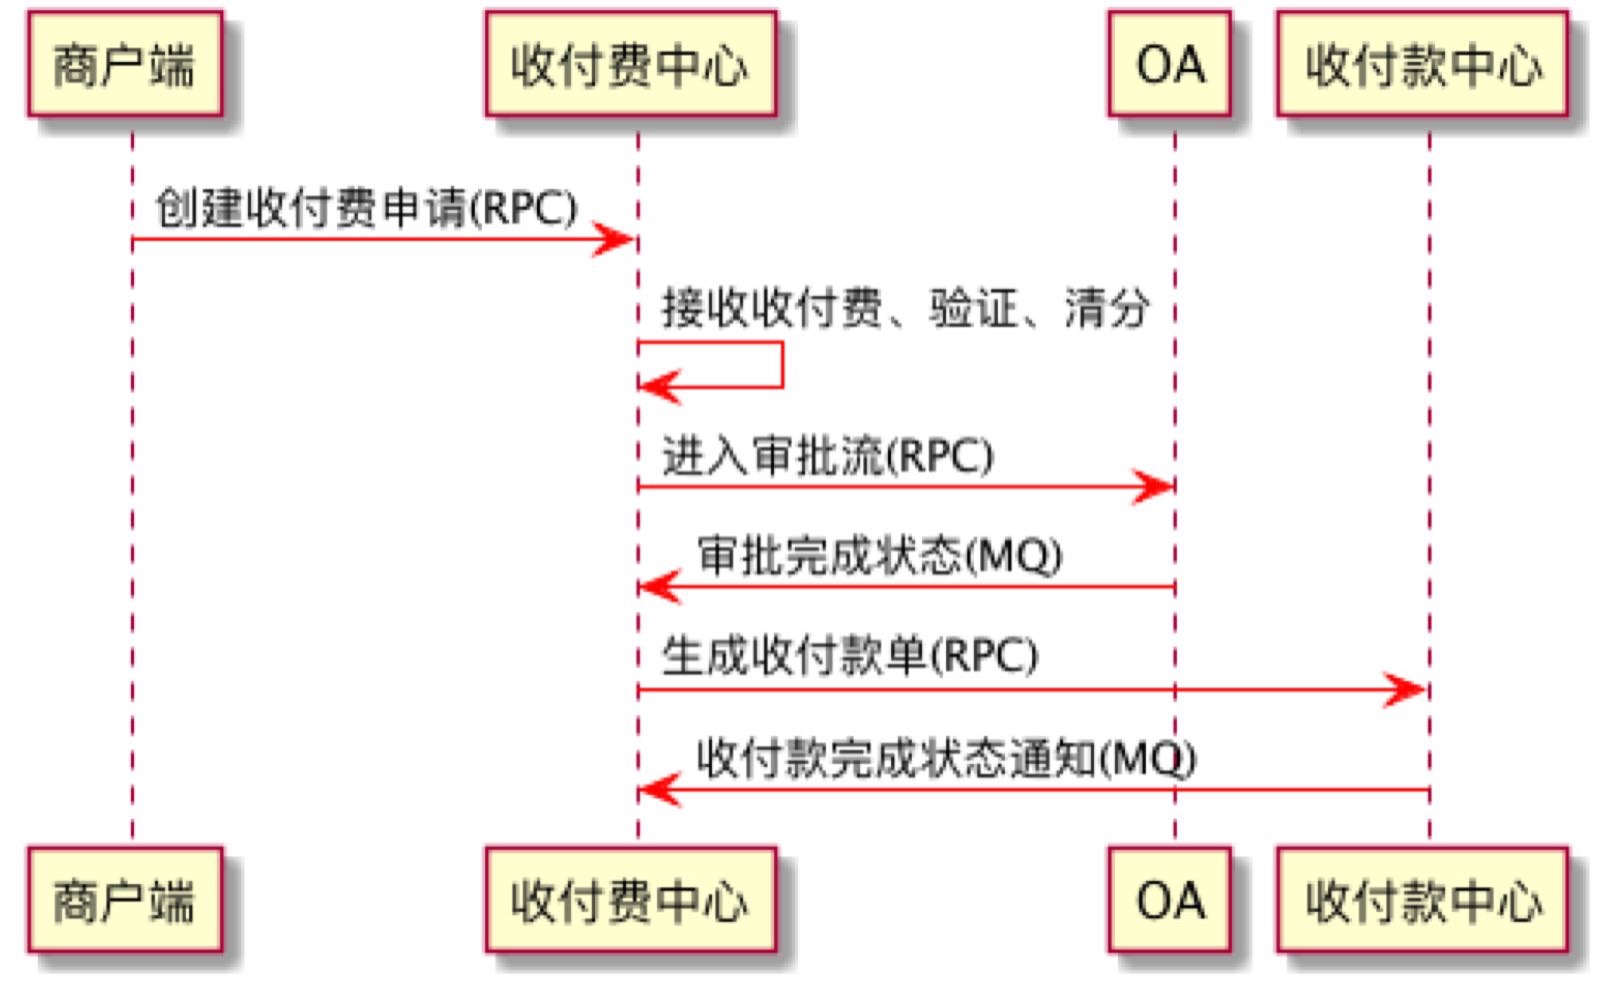 商户端
收付费中心
OA
收付款中心
创建收付费申请(RPC)
接收收付费、验证、清分
进入审批流(RPC)
审批完成状态(MQ)
生成收付款单(RPC)
收付款完成状态通知(MQ)
商户端
收付费中心
OA
收付款中心